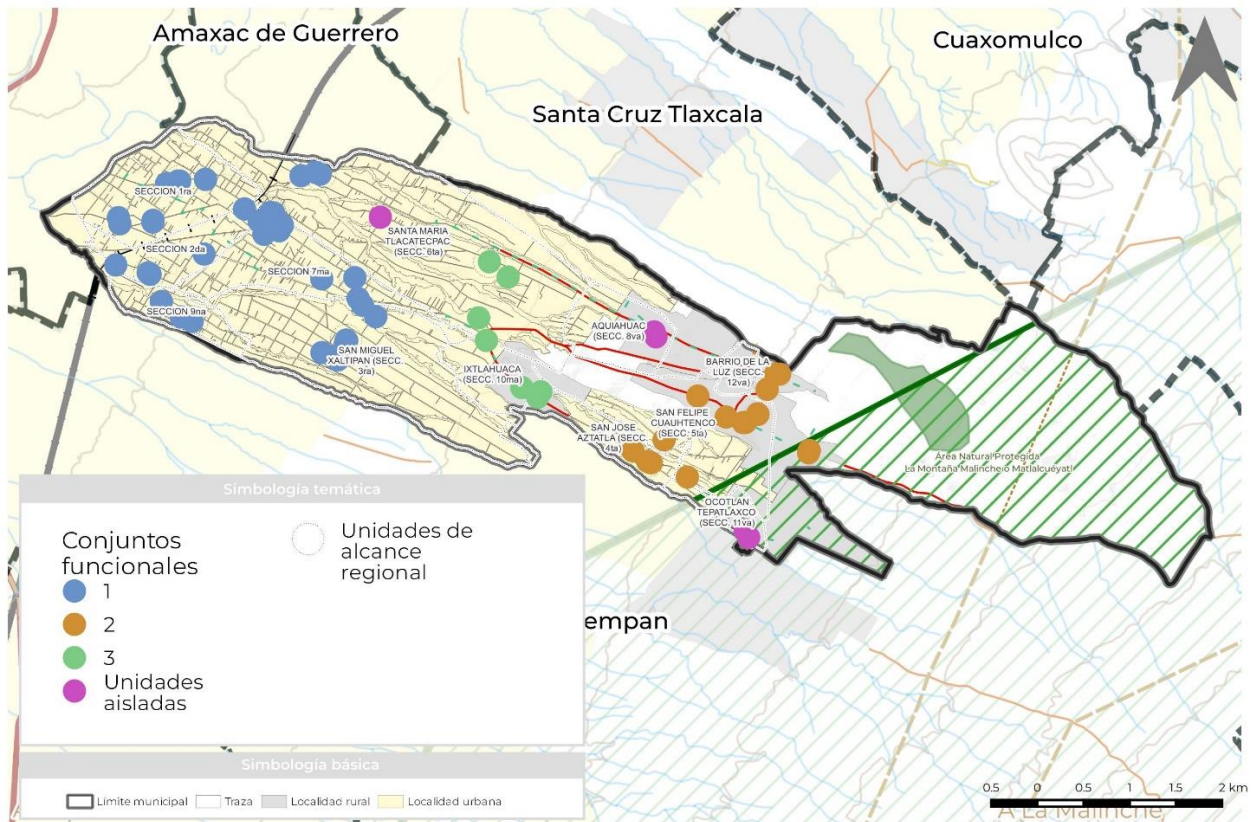 Amaxac de Guerrero
Cuaxomulco
Santa Cruz Tlaxcala
SECCION 1ra
SANTA MARIA
TLACATECPAC
(SECC. 6ta)
SECCION 2da
SECCION 7ma
SECCION 9na
AQUIAHUAC
(SECC. 8va)
SAN MIGUEL
XALTIPAN (SECC.
3ra)
IXTLAHUACA
(SECC. 10ma)
BARRIO DE LA
LUZ (SECC.
12va)
SAN FELIPE
CUAUHTENCO
(SECC. 5ta)
SAN JOSE
AZTATLA (SECC.
4ta)
Área Natural Protegida
La Montaña Malinche o Matlalcuéyatl
OCOTLAN
TEPATLAXCO
(SECC. 11va)
Simbología temática
Conjuntos
funcionales
1
2
3
Unidades
aisladas
Unidades de
alcance
regional
empan
Simbología básica
Límite municipal
Traza
Localidad rural
Localidad urbana
0.5 0 0.5 1 1.5 2 km
A La Malinche,